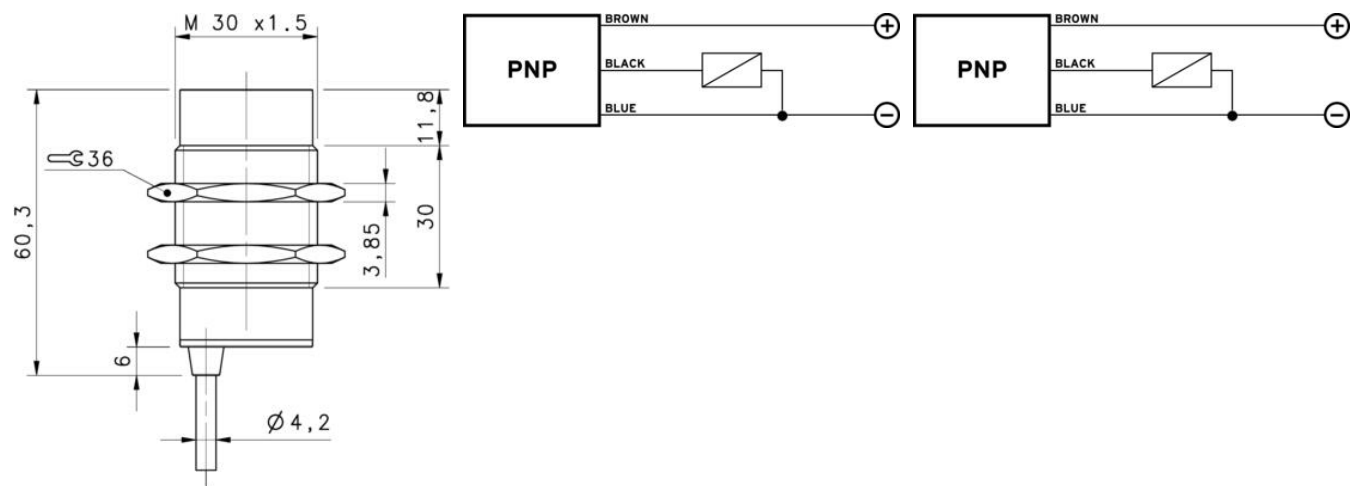 M 30 x1.5
11,8
36
60,3
3,85
30
6
Ø4,2
BROWN
+
PNP
BLACK
BLUE
−
BROWN
+
PNP
BLACK
BLUE
−